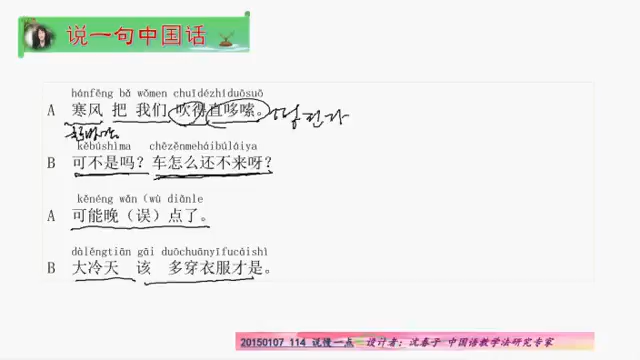 说一句中国话
hánfēng bǎ wǒmen chuīdézhíduōsuō
A 寒风 把 我们 吹得直哆嗦。
kěbúshìma chēzěnmeháibùláiya
B 可不是吗？车怎么还不来呀？
kěnéng wǎn (wù diǎnle
A 可能晚（误）点了。
dàlěngtiān gāi duōchuānyīfucáishì
B 大冷天 该 多穿衣服才是。
20150107 114 说慢一点 - 设计者：沈春子 中国语教学法研究专家